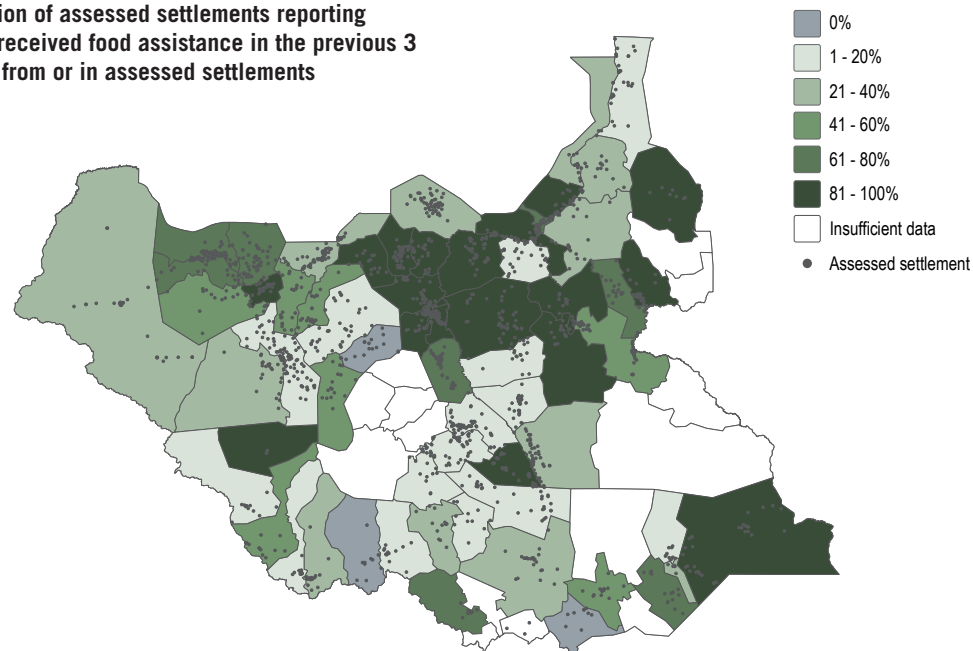 ion of assessed settlements reporting
received food assistance in the previous 3
from or in assessed settlements
0%
1 - 20%
21 - 40%
41 - 60%
61 - 80%
81 - 100%
Insufficient data
Assessed settlement